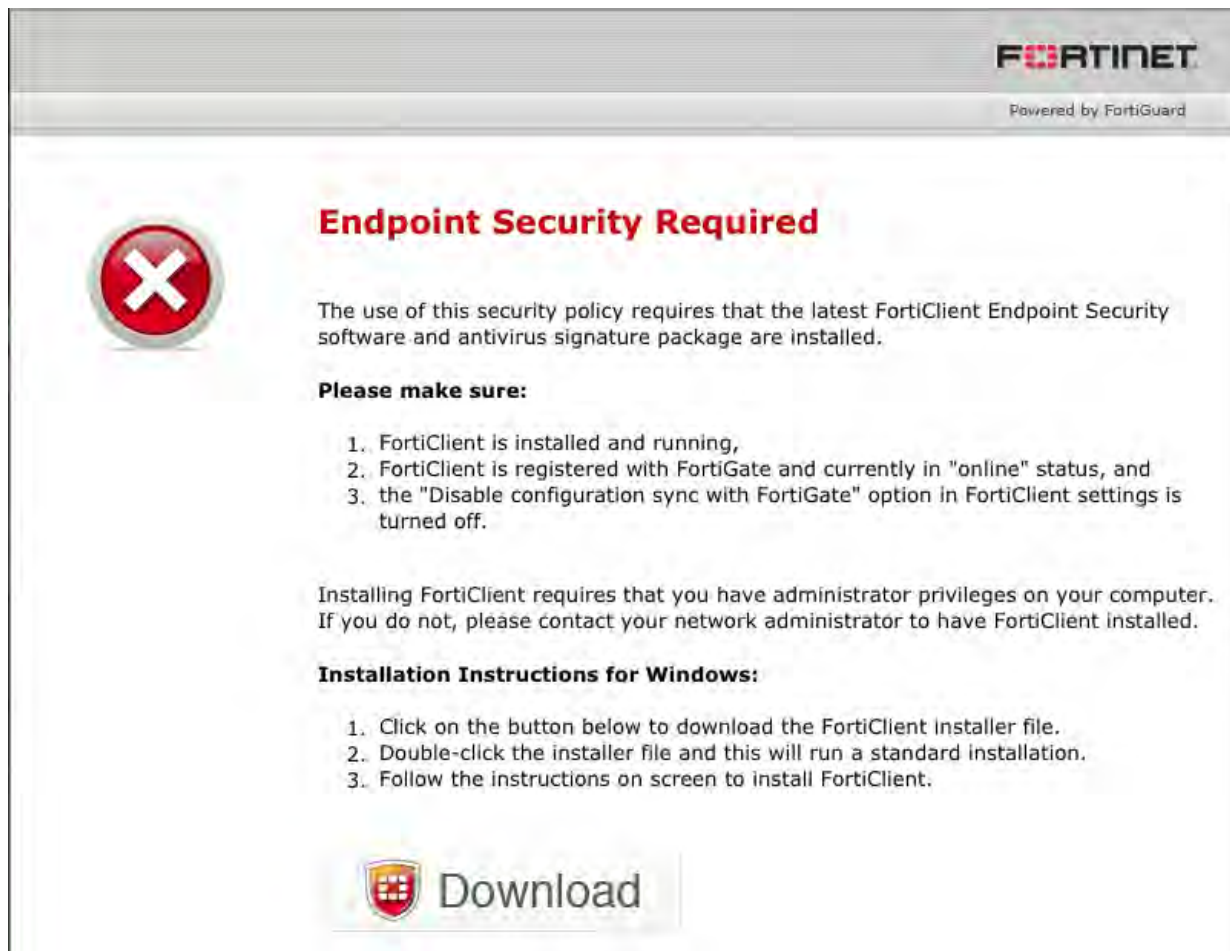 FORTINET
Powered by FortiGuard
Endpoint Security Required
The use of this security policy requires that the latest FortiClient Endpoint Security
software and antivirus signature package are installed.
Please make sure:
1. FortiClient is installed and running,
2. FortiClient is registered with FortiGate and currently in "online" status, and
3. the "Disable configuration sync with FortiGate" option in FortiClient settings is
turned off.
Installing FortiClient requires that you have administrator privileges on your computer.
If you do not, please contact your network administrator to have FortiClient installed.
Installation Instructions for Windows:
1. Click on the button below to download the FortiClient installer file.
2. Double-click the installer file and this will run a standard installation.
3. Follow the instructions on screen to install FortiClient.
Download